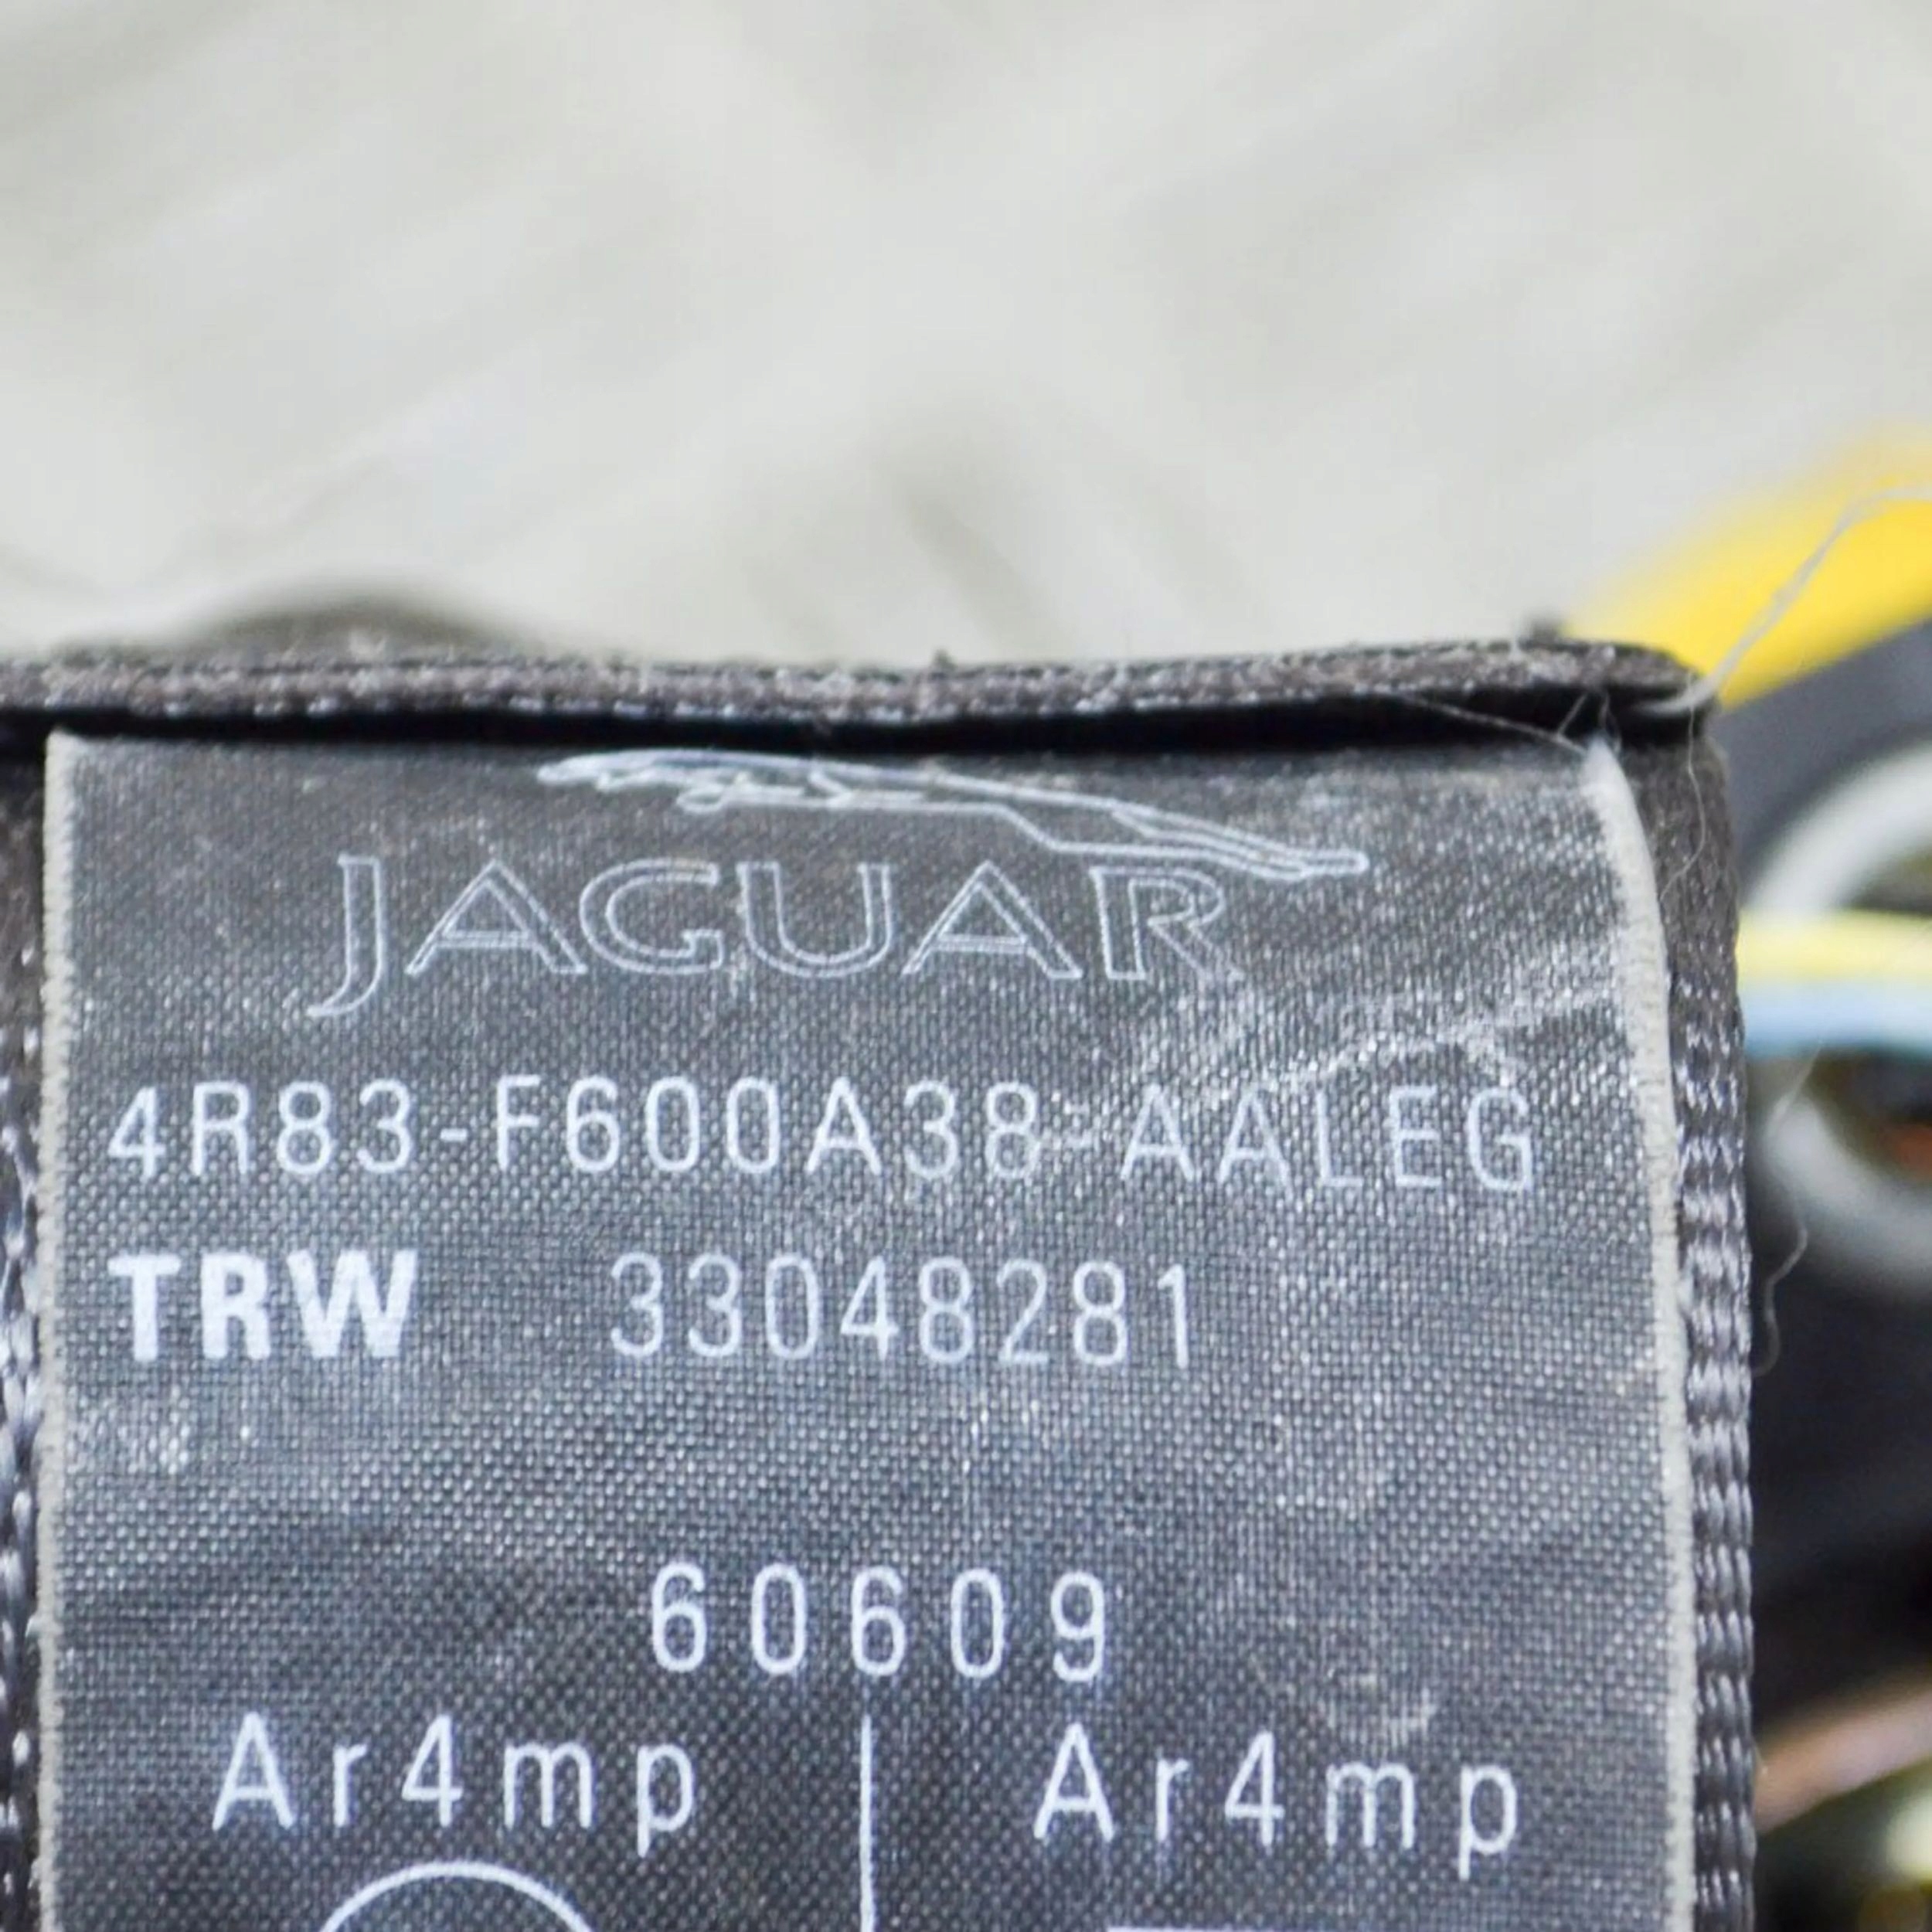 JAGUAR
4R83-F600A38-AALEG
TRW 33048281
60609
Ar4mp Ar4mp